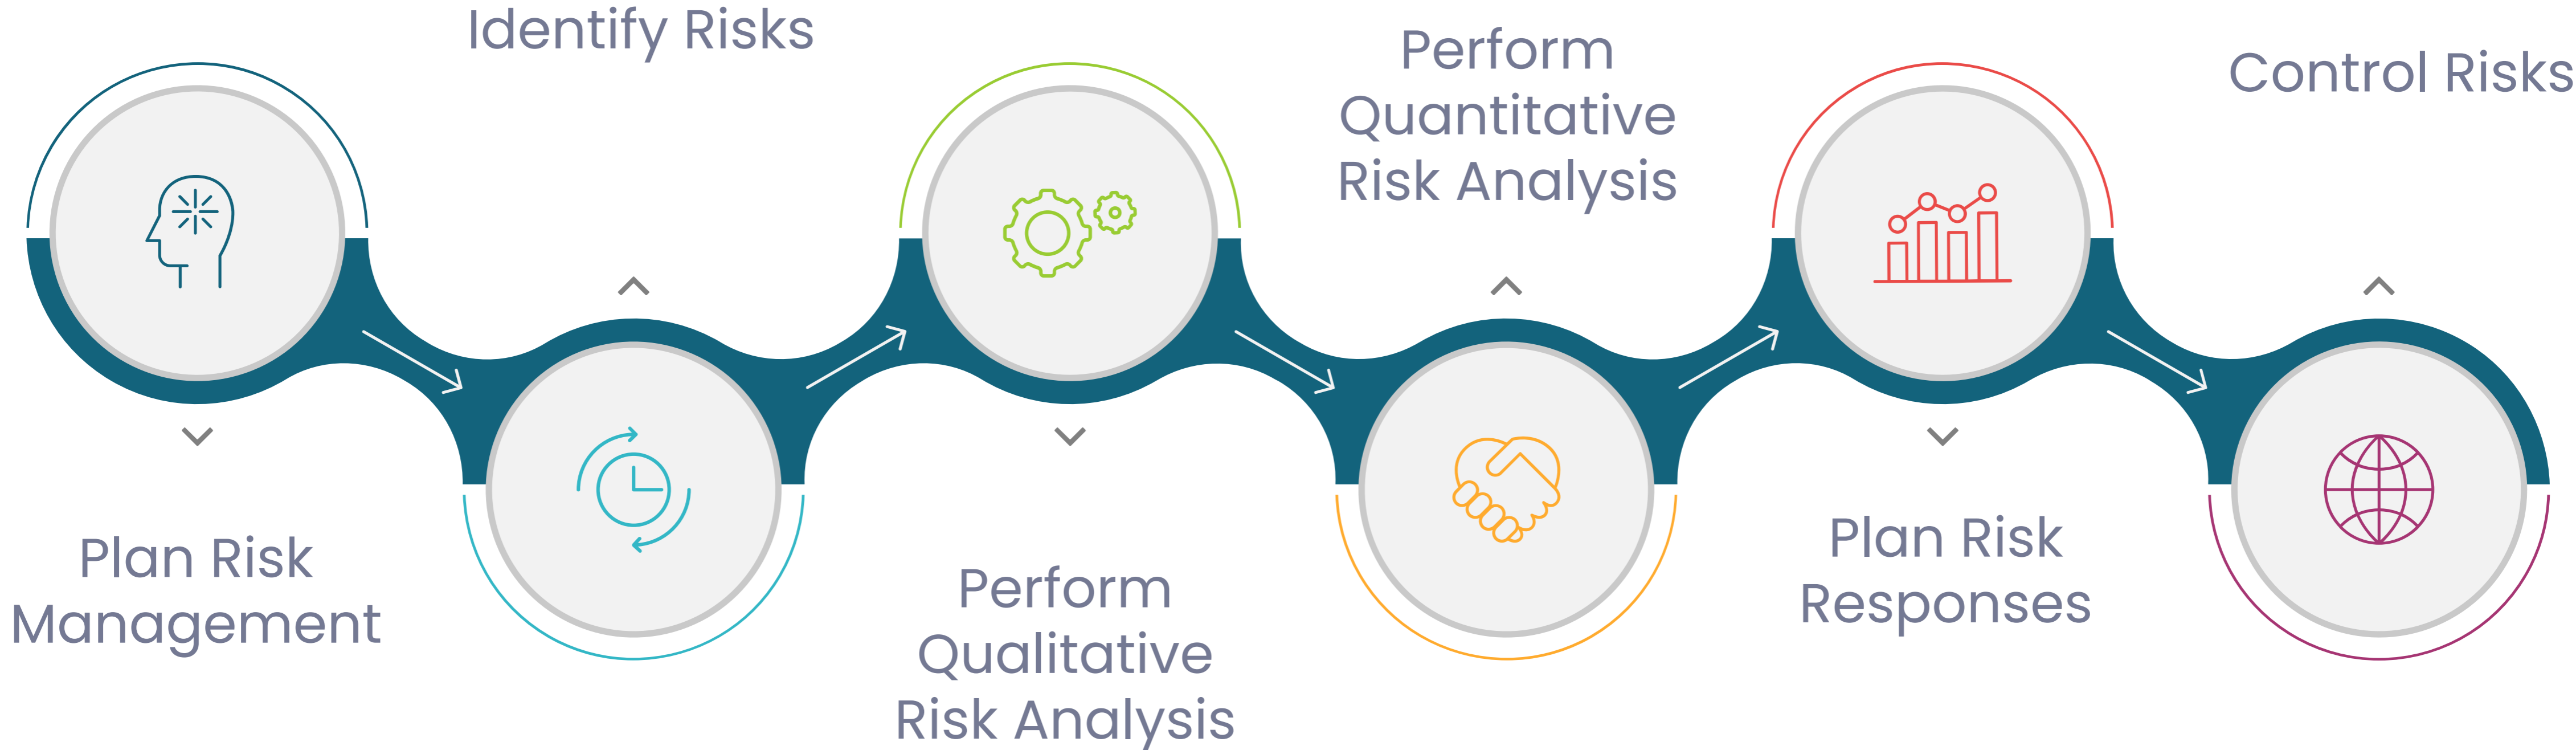 Plan Risk
Management
Identify Risks
Perform
Qualitative
Risk Analysis
Perform
Quantitative
Risk Analysis
Plan Risk
Responses
Control Risks